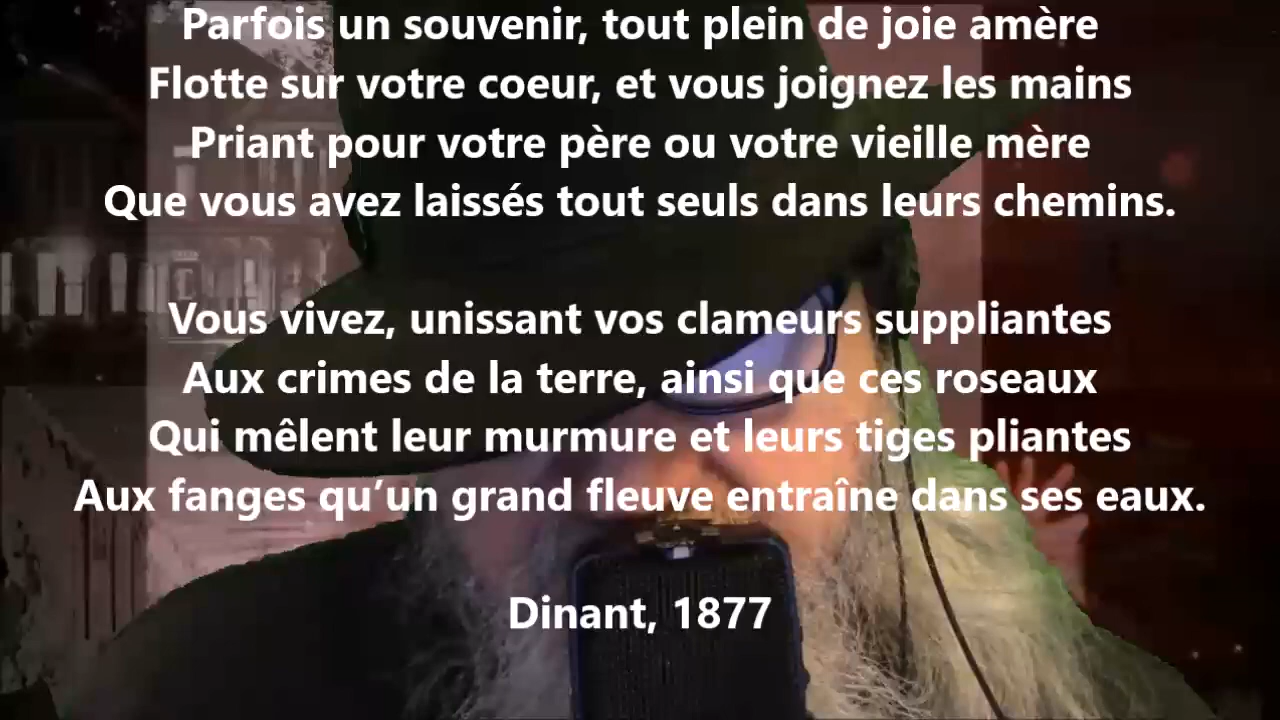 Parfois un souvenir, tout plein de joie amère
Flotte sur votre coeur, et vous joignez les mains
Priant pour votre père ou votre vieille mère
Que vous avez laissés tout seuls dans leurs chemins.
Vous vivez, unissant vos clameurs suppliantes
Aux crimes de la terre, ainsi que ces roseaux
Qui mêlent leur murmure et leurs tiges pliantes
Aux fanges qu’un grand fleuve entraîne dans ses eaux.
Dinant, 1877